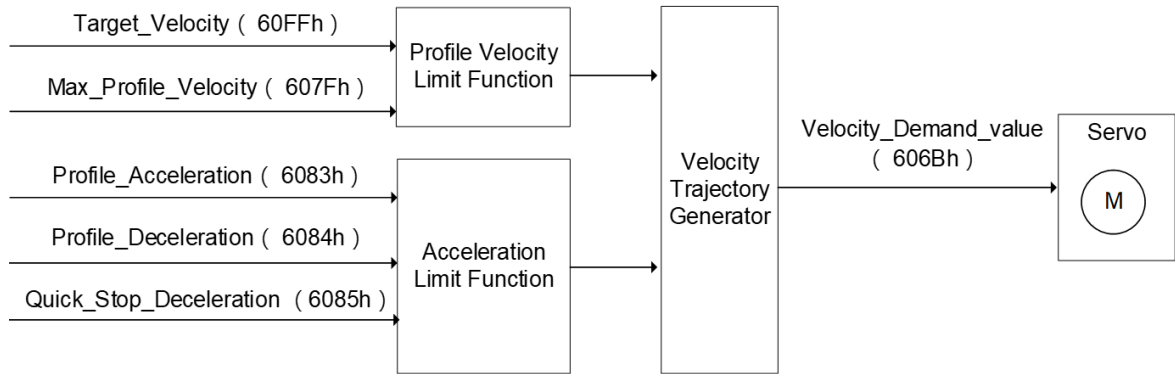 Target_Velocity ( 60FFh )
Max_Profile_Velocity ( 607Fh )
Profile Velocity
Limit Function
Profile_Acceleration ( 6083h )
Profile_Deceleration ( 6084h )
Quick_Stop_Deceleration ( 6085h )
Acceleration
Limit Function
Velocity
Trajectory
Generator
Velocity_Demand_value
( 606Bh )
Servo
M